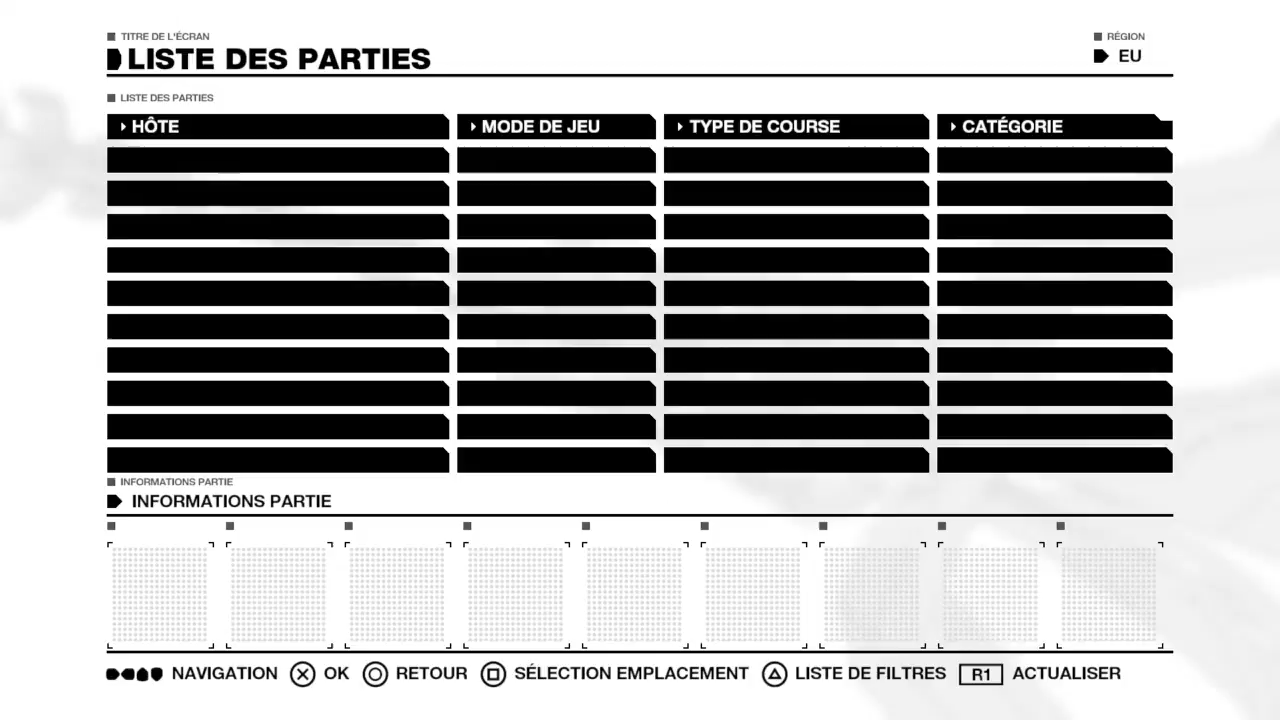 TITRE DE L'ÉCRAN
LISTE DES PARTIES
RÉGION
EU
LISTE DES PARTIES
HÔTE MODE DE JEU TYPE DE COURSE CATÉGORIE
INFORMATIONS PARTIE
INFORMATIONS PARTIE
NAVIGATION OK RETOUR SÉLECTION EMPLACEMENT LISTE DE FILTRES R1 ACTUALISER